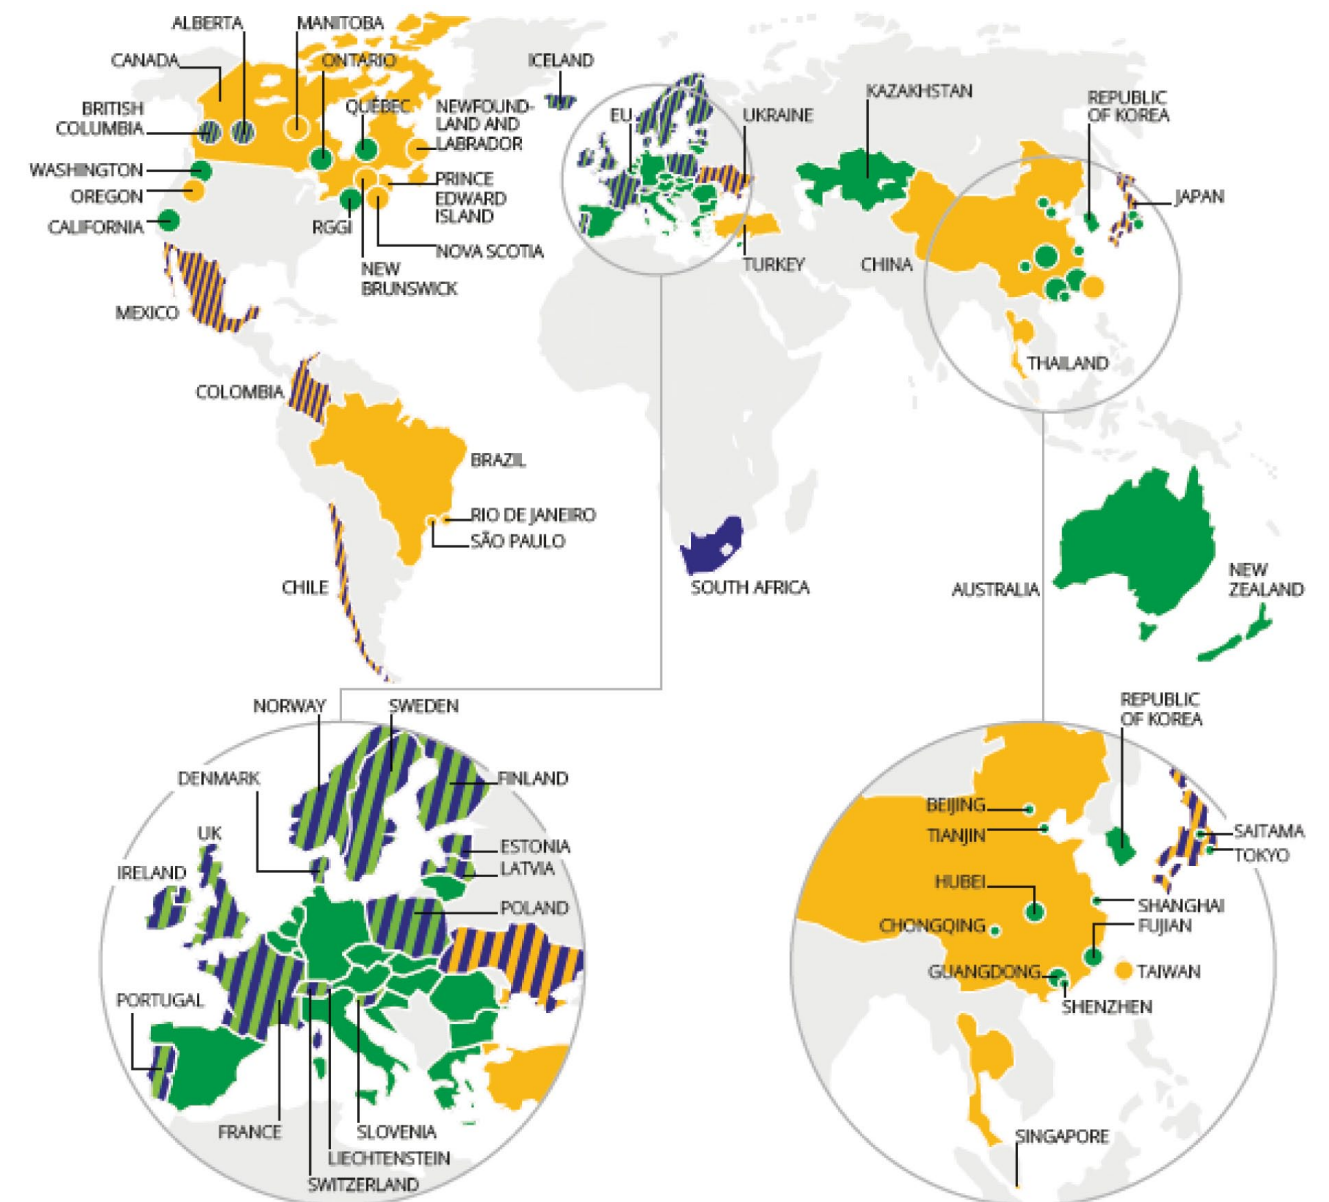 ALBERTA
MANITOBA
CANADA
ONTARIO
BRITISH
COLUMBIA
QUÉBEC
NEWFOUND-
LAND AND
LABRADOR
WASHINGTON
OREGON
CALIFORNIA
PRINCE
EDWARD
ISLAND
RGGI
NOVA SCOTIA
NEW
BRUNSWICK
MEXICO
ICELAND
EU
UKRAINE
TURKEY
KAZAKHSTAN
REPUBLIC
OF KOREA
JAPAN
CHINA
THAILAND
COLOMBIA
BRAZIL
RIO DE JANEIRO
SÃO PAULO
CHILE
SOUTH AFRICA
AUSTRALIA
NEW
ZEALAND
NORWAY
SWEDEN
DENMARK
FINLAND
UK
ESTONIA
LATVIA
IRELAND
POLAND
PORTUGAL
FRANCE
SLOVENIA
LIECHTENSTEIN
SWITZERLAND
REPUBLIC
OF KOREA
BEIJING
TIANJIN
SAITAMA
TOKYO
HUBEI
SHANGHAI
FUJIAN
CHONGQING
GUANGDONG
TAIWAN
SHENZHEN
SINGAPORE